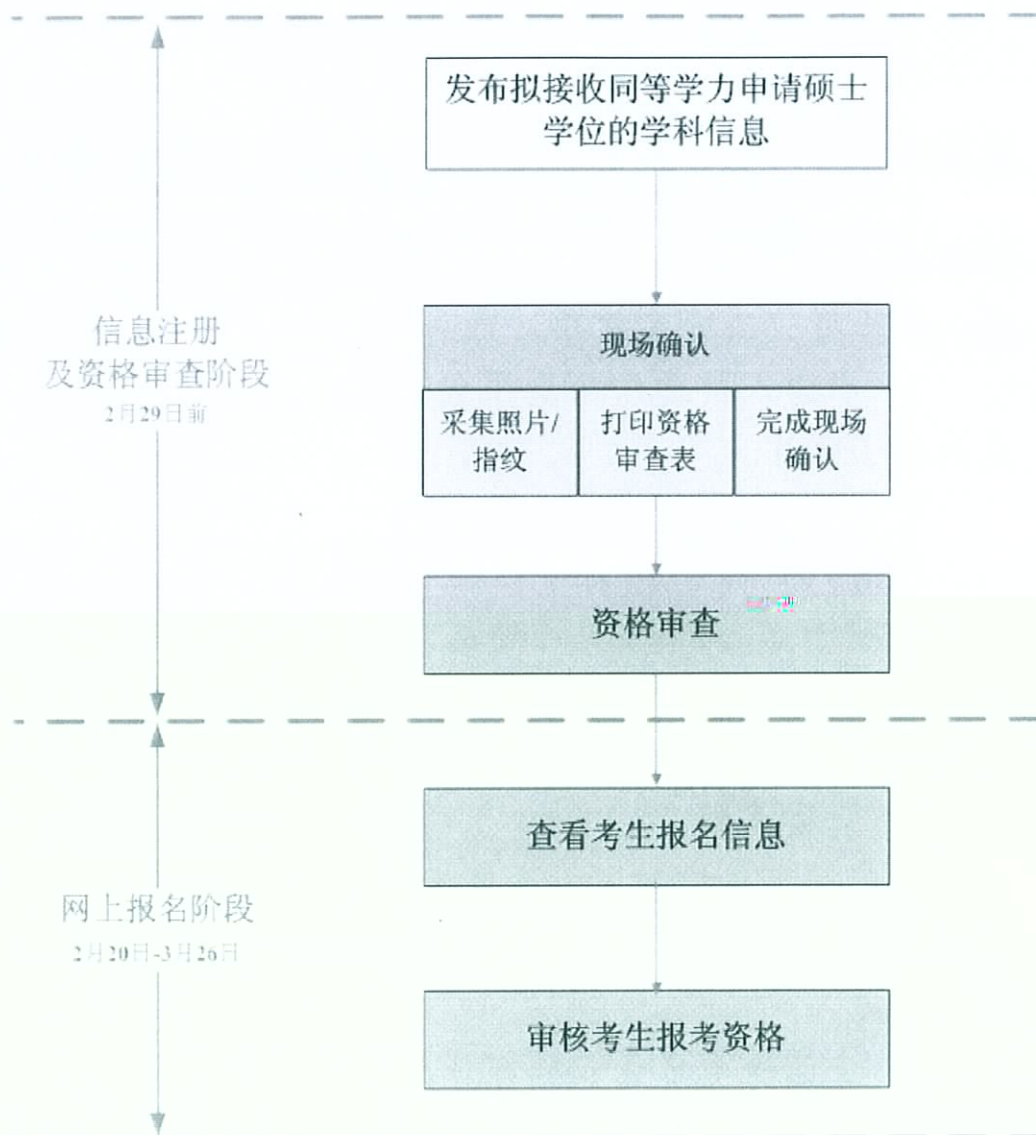 发布拟接收同等学力申请硕士
学位的学科信息
信息注册
及资格审查阶段
2月29日前
现场确认
采集照片/
指纹
打印资格
审查表
完成现场
确认
资格审查
查看考生报名信息
网上报名阶段
2月20日-3月26日
审核考生报考资格